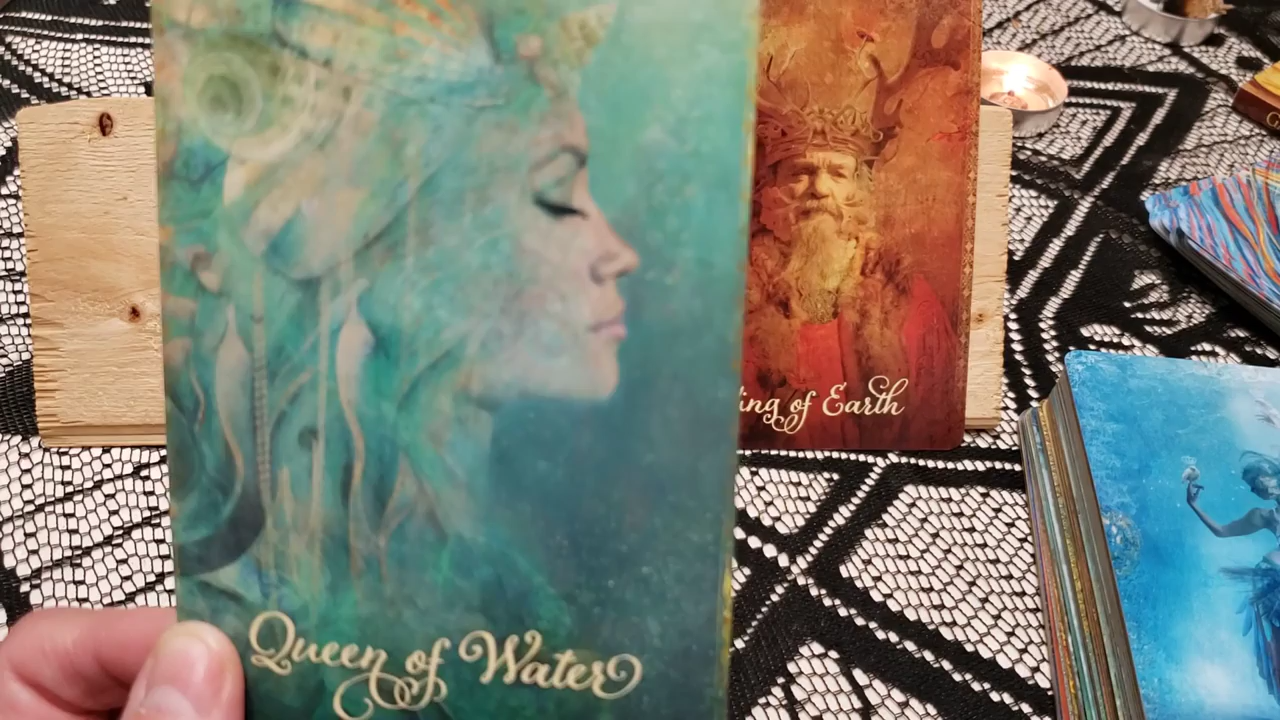 Queen of Water
ing of Earth